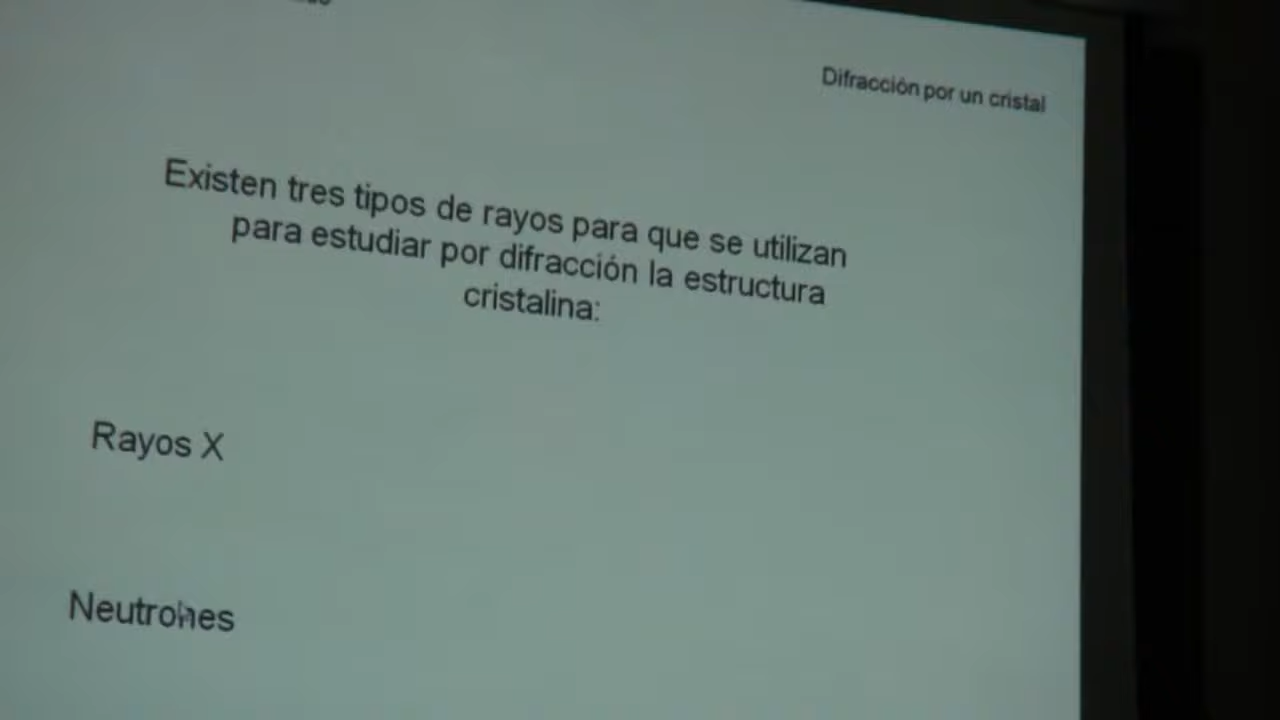 Difracción por un cristal
Existen tres tipos de rayos para que se utilizan
para estudiar por difracción la estructura
cristalina:
Rayos X
Neutrones